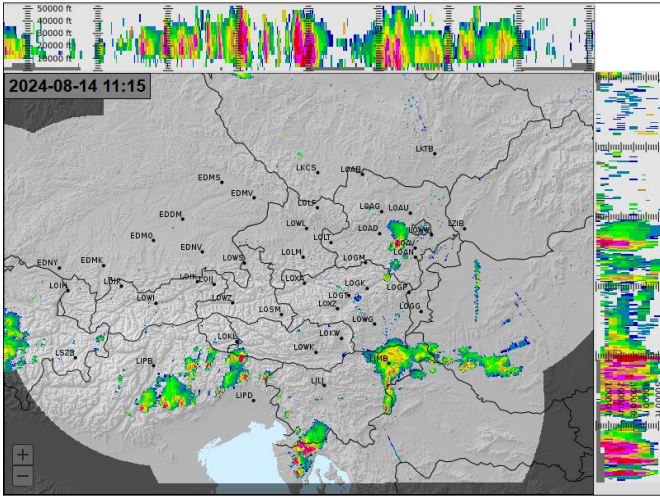 50000 ft
40000 ft
30000 ft
20000 ft
10000 ft
2024-08-14 11:15
LKTB
LKCS
LOAB
EDMS
EDMV
LOLF
LOAG
LOAU
EDDM
LOWL
LOAD
LOWW
LZIB
EDMO
LOLT
LOAV
EDNV
LOLM
LOAN
EDNY
EDMK
LOWS
LOGM
LOIH
LOIR
LOIK
LOIJ
LOXA
LOGK
LOGP
LOWI
LOWZ
LOGT
LOSM
LOXZ
LOGG
LOWG
LOKL
LOKW
LSZS
LIPB
LOWK
LJMB
LJLJ
LIPD
+
−